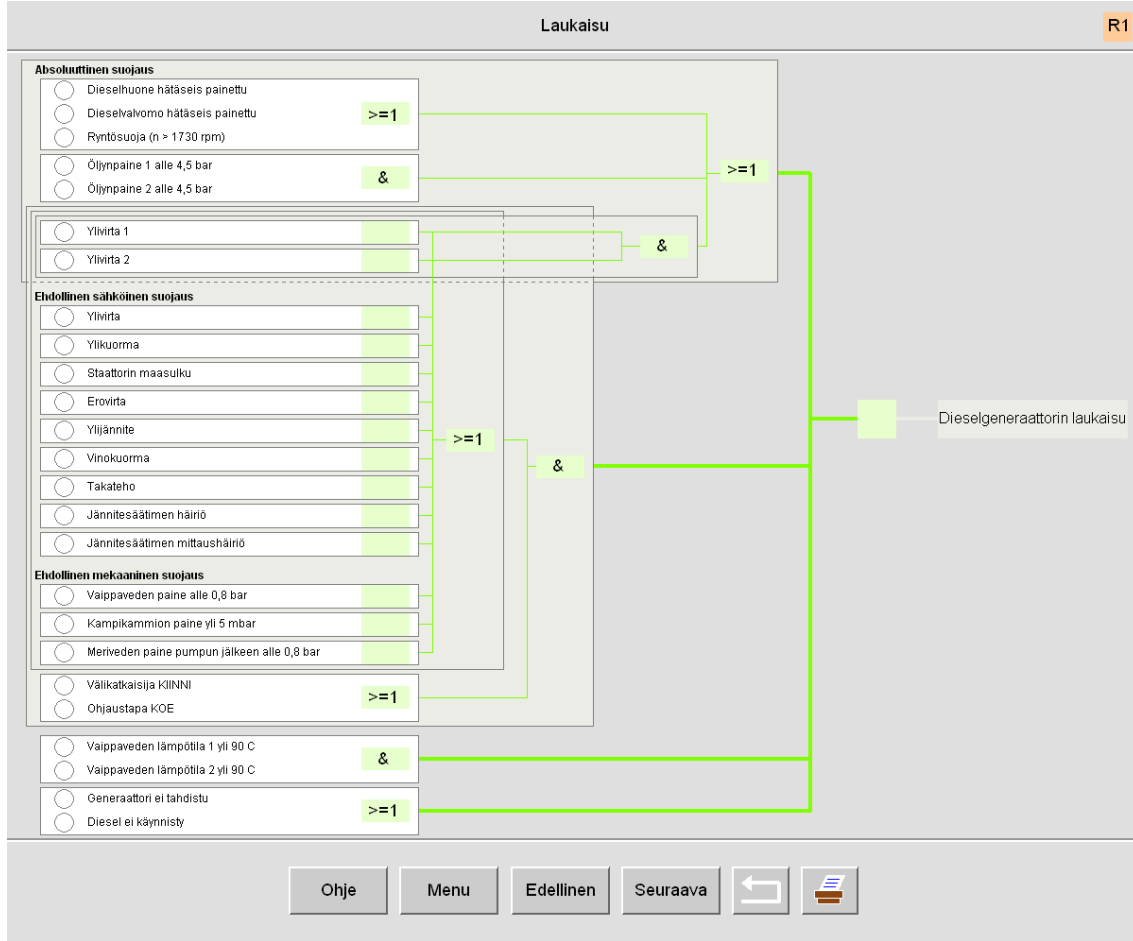 Laukaisu
R1
Absoluuttinen suojaus
Dieselhuone hätäseis painettu
Dieselvalvomo hätäseis painettu
>=1
Ryntösuoja (n > 1730 rpm)
Öljynpaine 1 alle 4,5 bar
&
>=1
Öljynpaine 2 alle 4,5 bar
Ylivirta 1
&
Ylivirta 2
Ehdollinen sähköinen suojaus
Ylivirta
Ylikuorma
Staattorin maasulku
Erovirta
Dieselgeneraattorin laukaisu
Ylijännite
>=1
Vinokuorma
&
Takateho
Jännitesäätimen häiriö
Jännitesäätimen mittaushäiriö
Ehdollinen mekaaninen suojaus
Vaippaveden paine alle 0,8 bar
Kampikammion paine yli 5 mbar
Meriveden paine pumpun jälkeen alle 0,8 bar
Välikatkaisija KIINNI
>=1
Ohjaustapa KOE
Vaippaveden lämpötila 1 yli 90 C
&
Vaippaveden lämpötila 2 yli 90 C
Generaattori ei tahdistu
>=1
Diesel ei käynnisty
Ohje
Menu
Edellinen
Seuraava